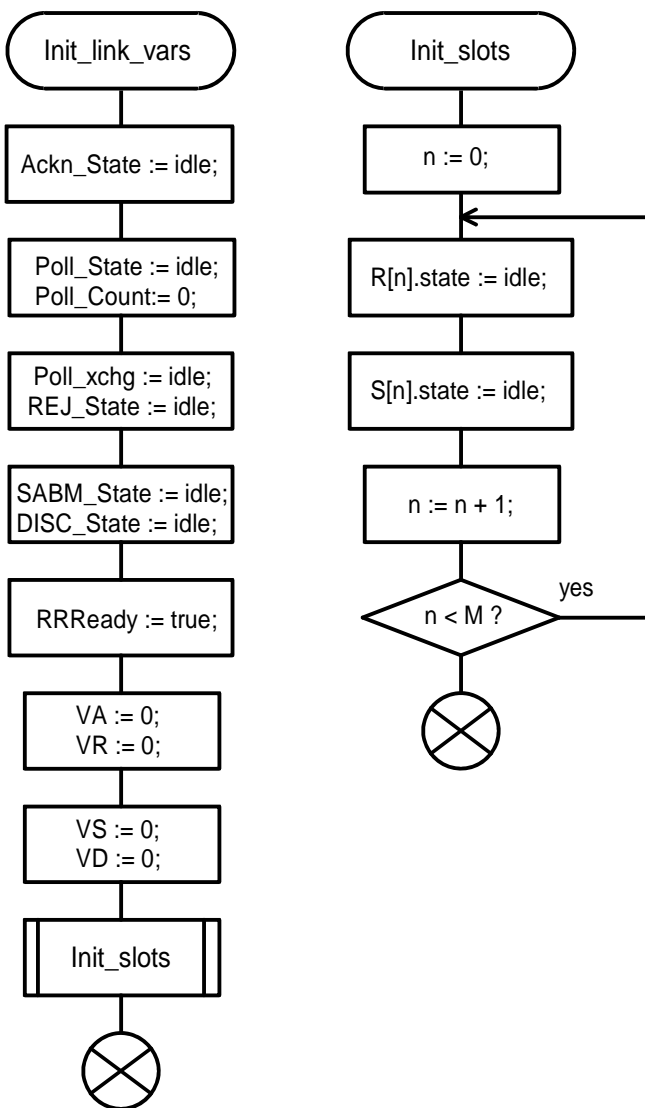 Init_link_vars
Ackn_State := idle;
Poll_State := idle;
Poll_Count:= 0;
Poll_xchg := idle;
REJ_State := idle;
SABM_State := idle;
DISC_State := idle;
RRReady := true;
VA := 0;
VR := 0;
VS := 0;
VD := 0;
Init_slots
Init_slots
n := 0;
R[n].state := idle;
S[n].state := idle;
n := n + 1;
n < M ?
yes